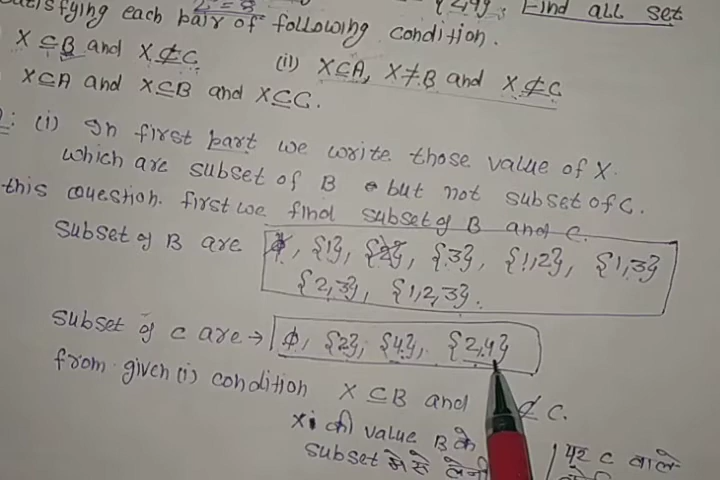 satisfying each pair of following condition. {2,4}; Find all set
X ⊆ B and X ⊄ C (ii) X⊆A, X≠B and X ⊄ C
X⊆A and X⊆B and X⊆C.
(i) In first part we write those value of X.
which are subset of B but not subset of C.
this question. first we find subset of B and C.
subset of B are ϕ, {1}, {2}, {3}, {1,2}, {1,3}
{2,3}, {1,2,3}.
subset of C are → ϕ, {2}, {4}, {2,4}
from given (i) condition X ⊆ B and ⊄ C.
की value B के पर C वाले
subset मे से